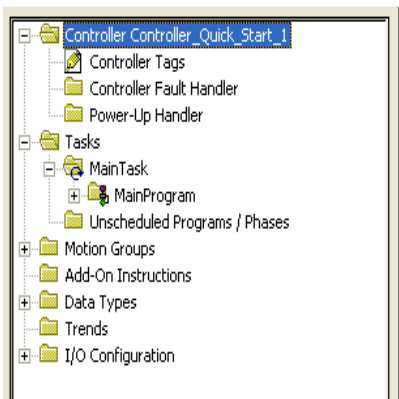 Controller Controller_Quick_Start_1
Controller Tags
Controller Fault Handler
Power-Up Handler
Tasks
MainTask
MainProgram
Unscheduled Programs / Phases
Motion Groups
Add-On Instructions
Data Types
Trends
I/O Configuration